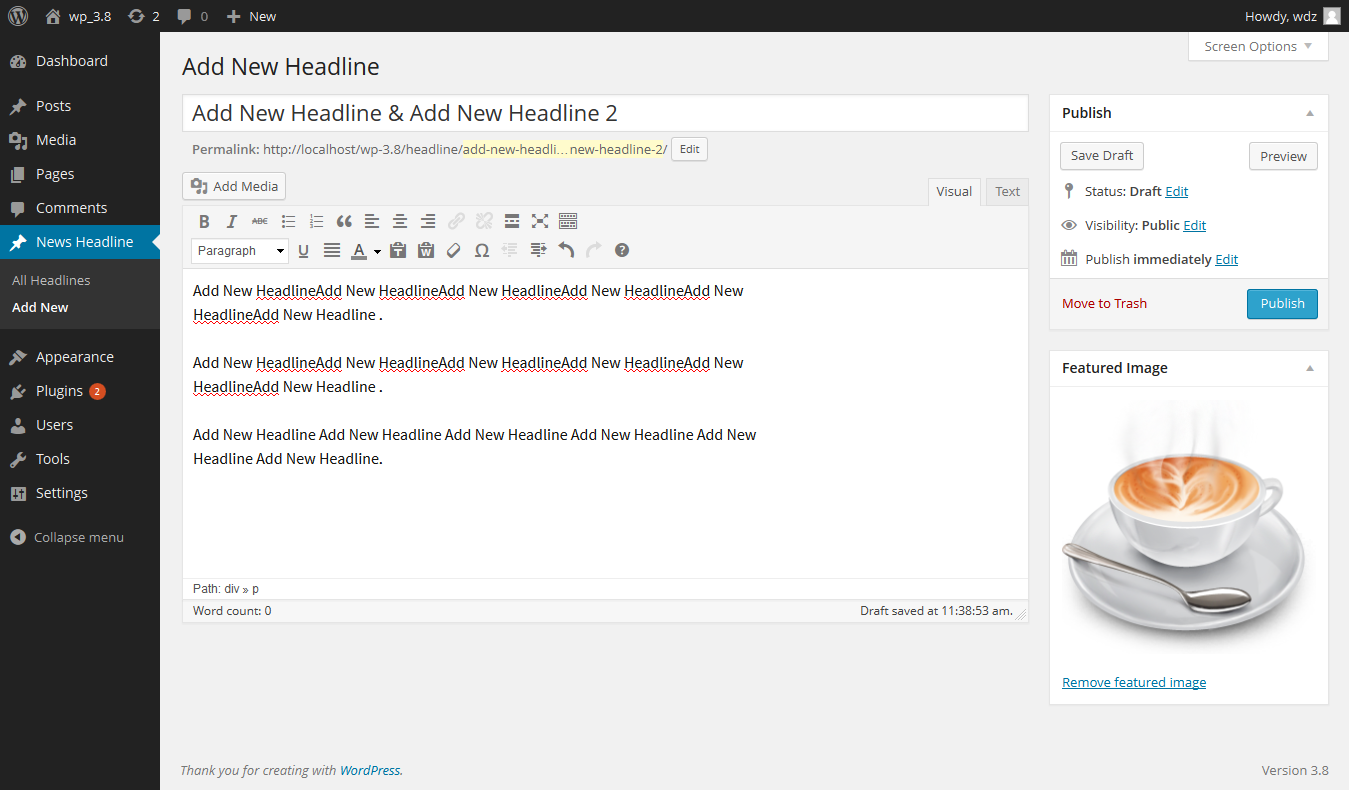 wp_3.8 2 0 New Howdy, wdz
Screen Options
Dashboard
Posts
Media
Pages
Comments
News Headline
All Headlines
Add New
Appearance
Plugins 2
Users
Tools
Settings
Collapse menu
Add New Headline
Add New Headline & Add New Headline 2
Permalink: http://localhost/wp-3.8/headline/add-new-headli…new-headline-2/ Edit
Add Media
Visual Text
B I ABC
Paragraph U A T W Ω ?
Add New HeadlineAdd New HeadlineAdd New HeadlineAdd New HeadlineAdd New
HeadlineAdd New Headline .
Add New HeadlineAdd New HeadlineAdd New HeadlineAdd New HeadlineAdd New
HeadlineAdd New Headline .
Add New Headline Add New Headline Add New Headline Add New Headline Add New
Headline Add New Headline.
Path: div » p
Word count: 0 Draft saved at 11:38:53 am.
Publish
Save Draft Preview
Status: Draft Edit
Visibility: Public Edit
Publish immediately Edit
Move to Trash Publish
Featured Image
Remove featured image
Thank you for creating with WordPress. Version 3.8